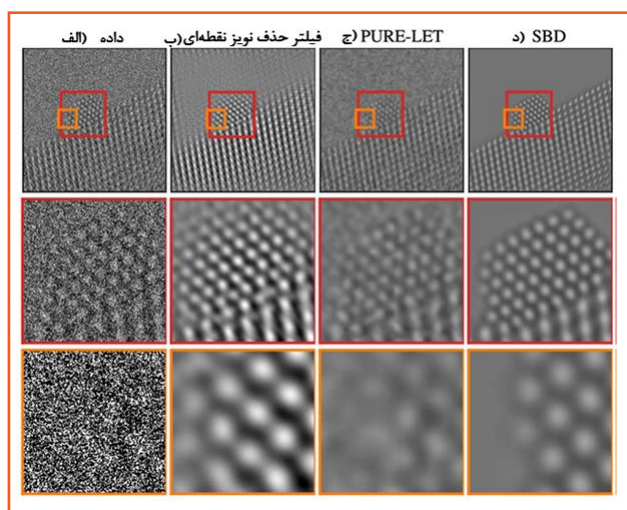 الف) داده
ب) فیلتر حذف نویز نقطه‌ای
ج) PURE-LET
د) SBD